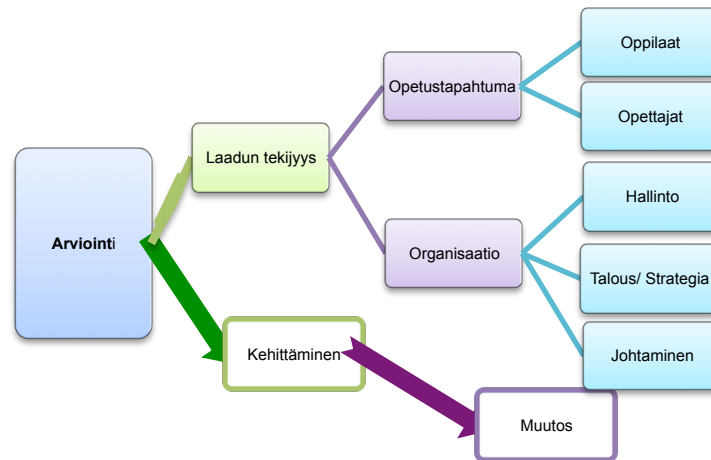 Arviointi
Laadun tekijyys
Opetustapahtuma
Oppilaat
Opettajat
Organisaatio
Hallinto
Talous/ Strategia
Johtaminen
Kehittäminen
Muutos